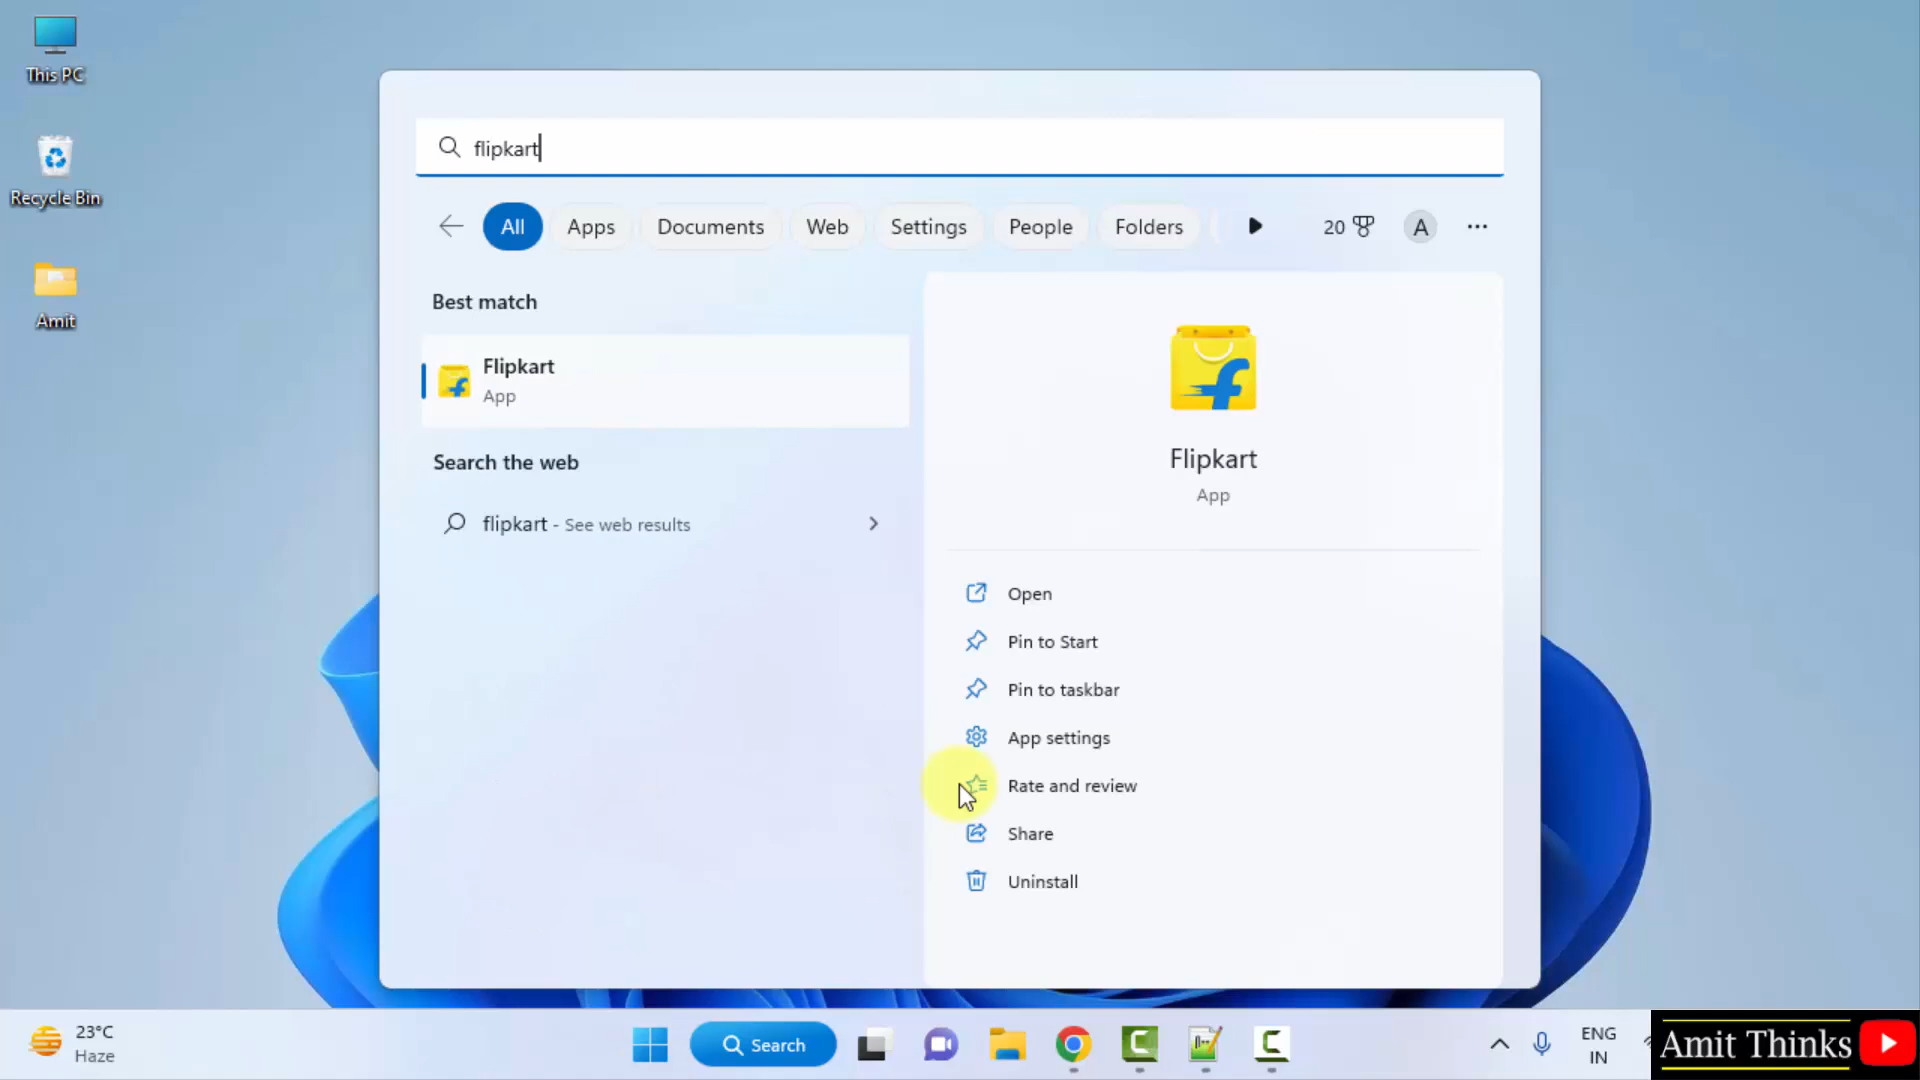 This PC
Recycle Bin
Amit
flipkart
All
Apps
Documents
Web
Settings
People
Folders
20
A
Best match
Flipkart
App
Search the web
flipkart - See web results
Flipkart
App
Open
Pin to Start
Pin to taskbar
App settings
Rate and review
Share
Uninstall
23°C
Haze
Search
ENG
IN
Amit Thinks